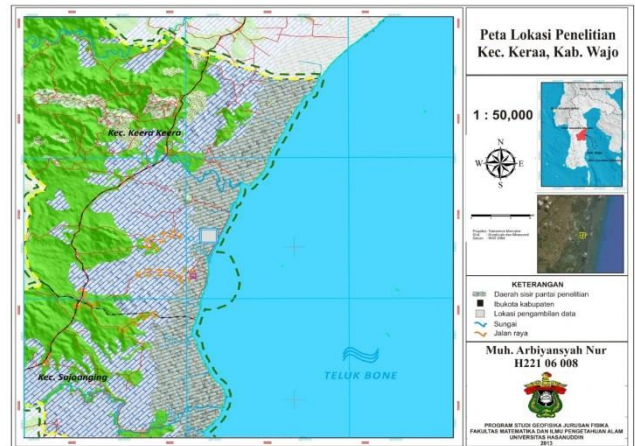 Peta Lokasi Penelitian
Kec. Keraa, Kab. Wajo
1 : 50,000
N
W E
S
KETERANGAN
Daerah sisir pantai penelitian
Ibukota kabupaten
Lokasi pengambilan data
Sungai
Jalan raya
Muh. Arbiyansyah Nur
H221 06 008
PROGRAM STUDI GEOFISIKA JURUSAN FISIKA
FAKULTAS MATEMATIKA DAN ILMU PENGETAHUAN ALAM
UNIVERSITAS HASANUDDIN
2013
Kec. Keera Keera
Kec. Sajoanging
TELUK BONE